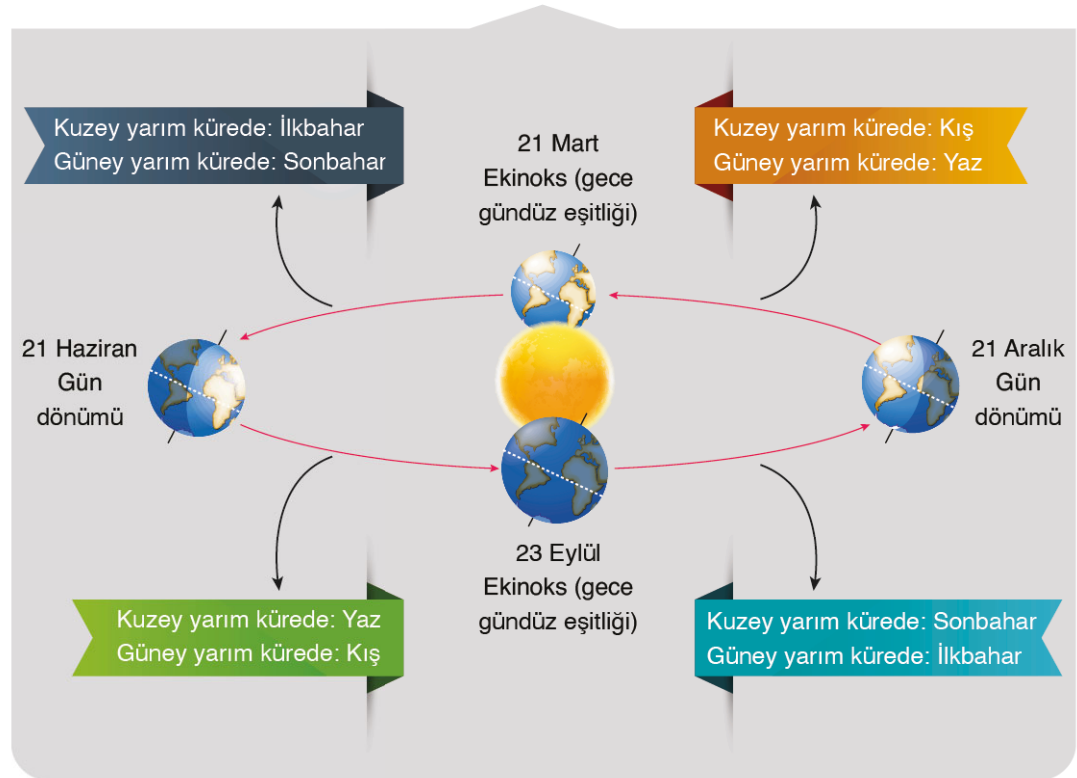 Kuzey yarım kürede: İlkbahar
Güney yarım kürede: Sonbahar
21 Mart
Ekinoks (gece
gündüz eşitliği)
Kuzey yarım kürede: Kış
Güney yarım kürede: Yaz
21 Haziran
Gün
dönümü
21 Aralık
Gün
dönümü
23 Eylül
Ekinoks (gece
gündüz eşitliği)
Kuzey yarım kürede: Yaz
Güney yarım kürede: Kış
Kuzey yarım kürede: Sonbahar
Güney yarım kürede: İlkbahar